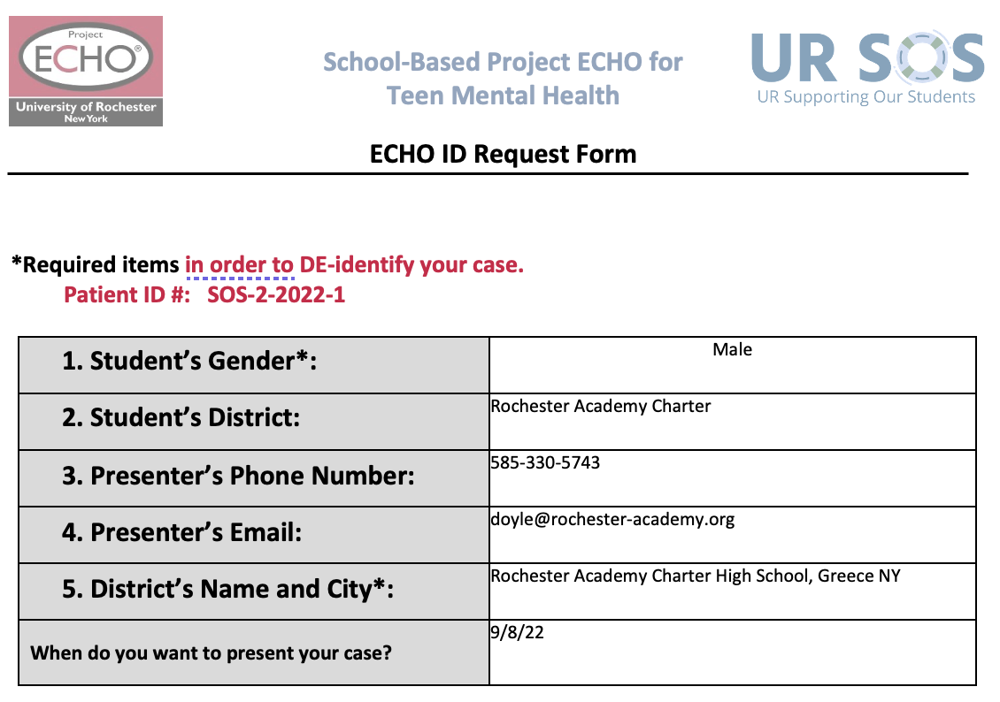 Project
ECHO®
University of Rochester
New York
School-Based Project ECHO for
Teen Mental Health
UR SOS
UR Supporting Our Students
ECHO ID Request Form
*Required items in order to DE-identify your case.
Patient ID #: SOS-2-2022-1
1. Student’s Gender*:
Male
2. Student’s District:
Rochester Academy Charter
3. Presenter’s Phone Number:
585-330-5743
4. Presenter’s Email:
doyle@rochester-academy.org
5. District’s Name and City*:
Rochester Academy Charter High School, Greece NY
When do you want to present your case?
9/8/22